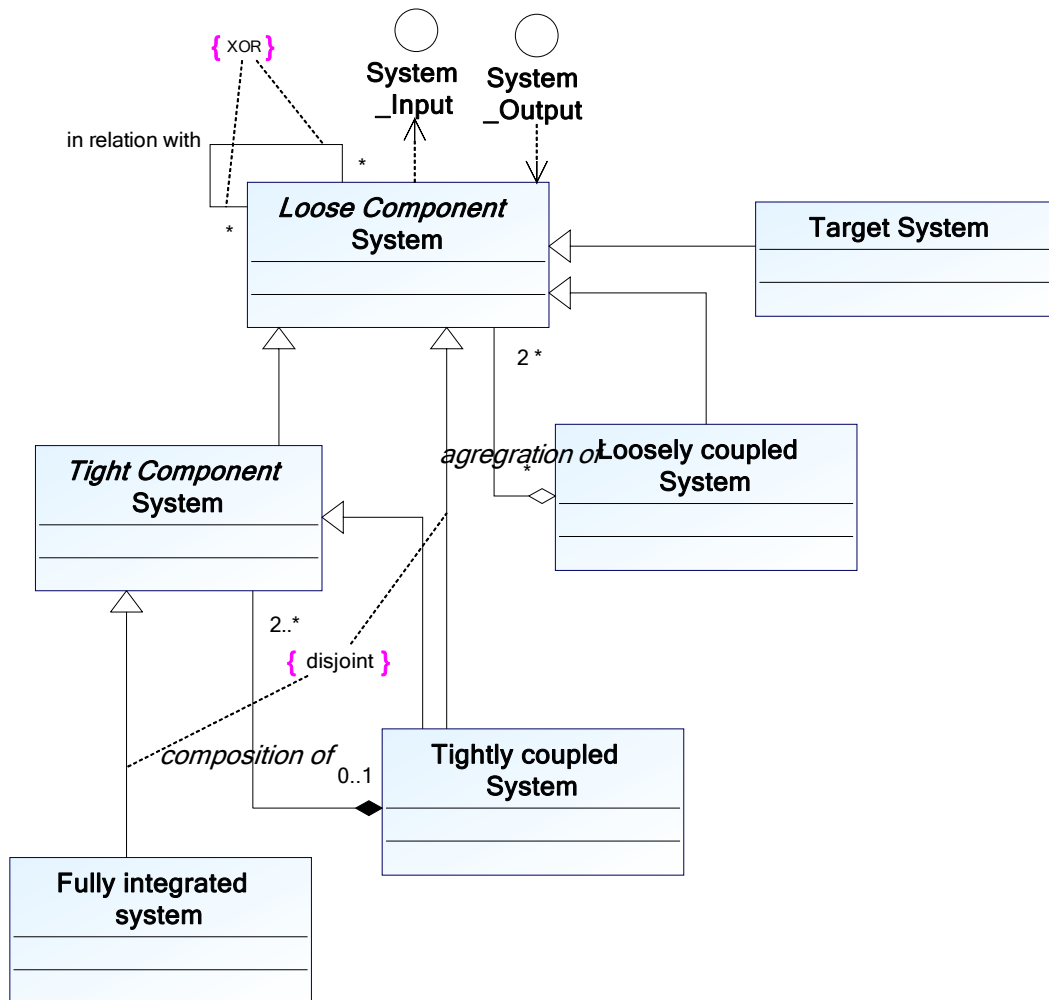 { XOR }
System
_Input
System
_Output
in relation with
*
*
Loose Component
System
Target System
2 *
agregration of
*
Loosely coupled
System
Tight Component
System
2..*
{ disjoint }
composition of
0..1
Tightly coupled
System
Fully integrated
system